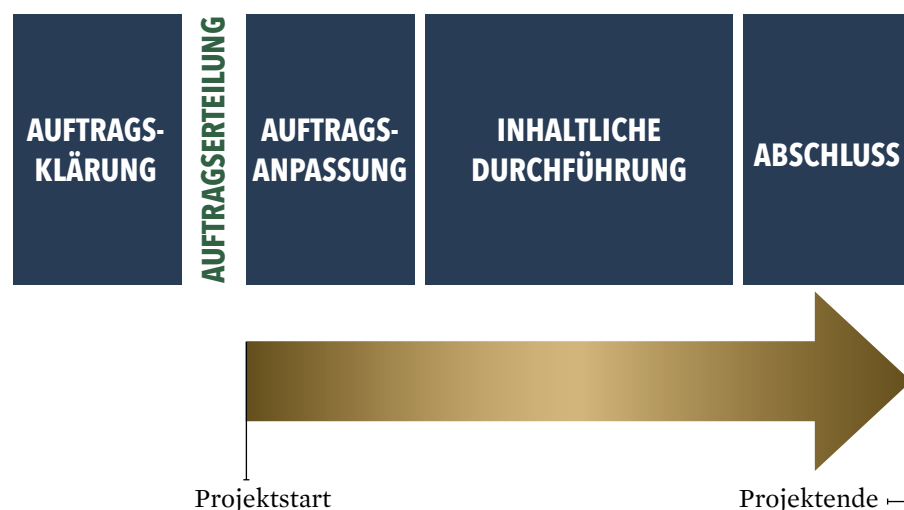 AUFTRAGS-
KLÄRUNG
AUFTRAGSERTEILUNG
AUFTRAGS-
ANPASSUNG
INHALTLICHE
DURCHFÜHRUNG
ABSCHLUSS
Projektstart
Projektende